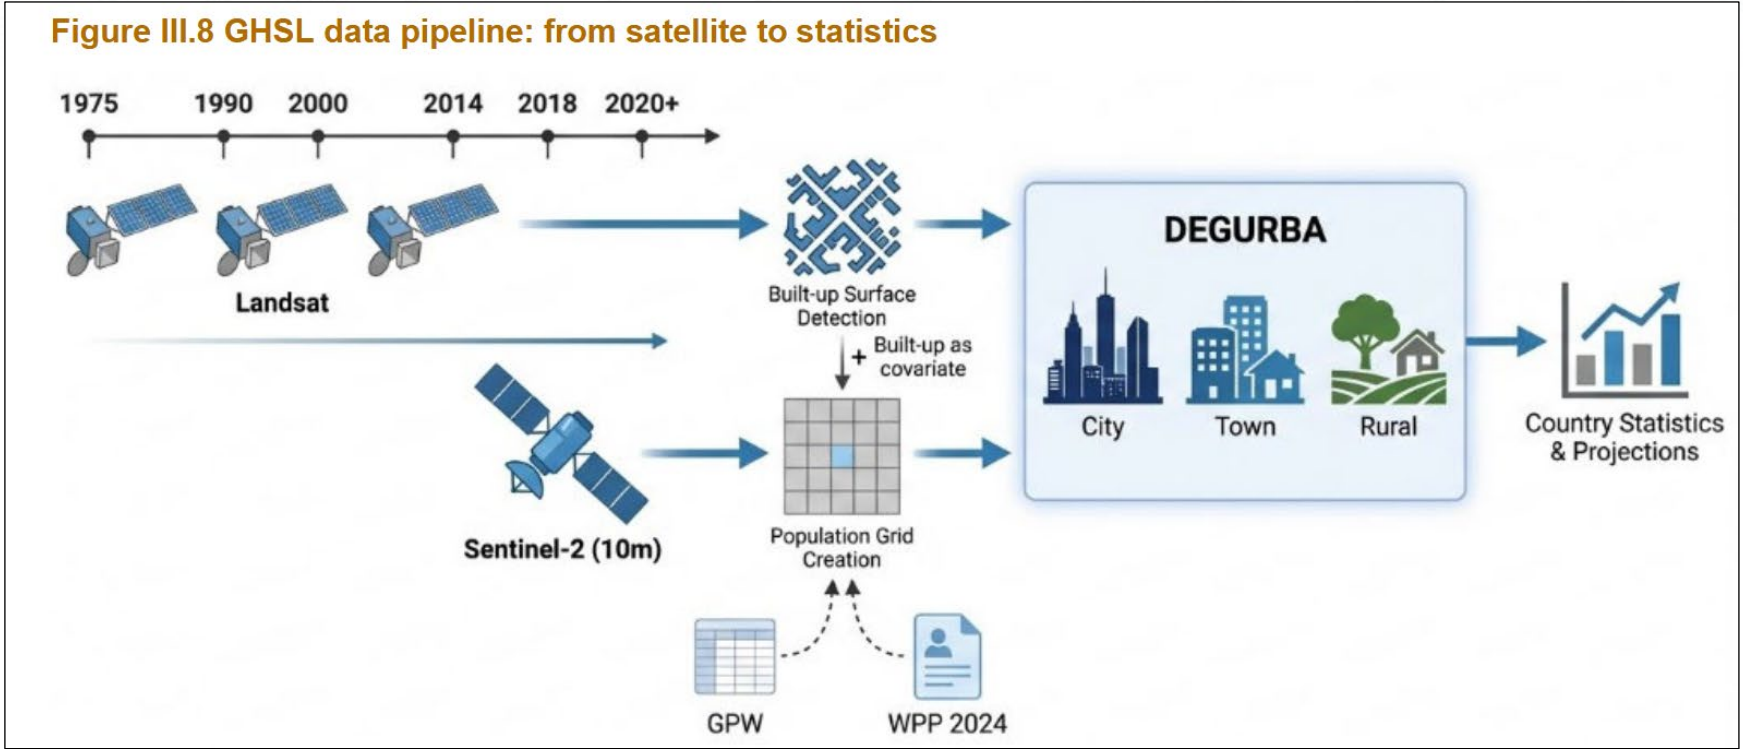 Figure III.8 GHSL data pipeline: from satellite to statistics
1975
1990
2000
2014
2018
2020+
Landsat
Built-up Surface
Detection
+ Built-up as
covariate
Sentinel-2 (10m)
Population Grid
Creation
GPW
WPP 2024
DEGURBA
City
Town
Rural
Country Statistics
& Projections